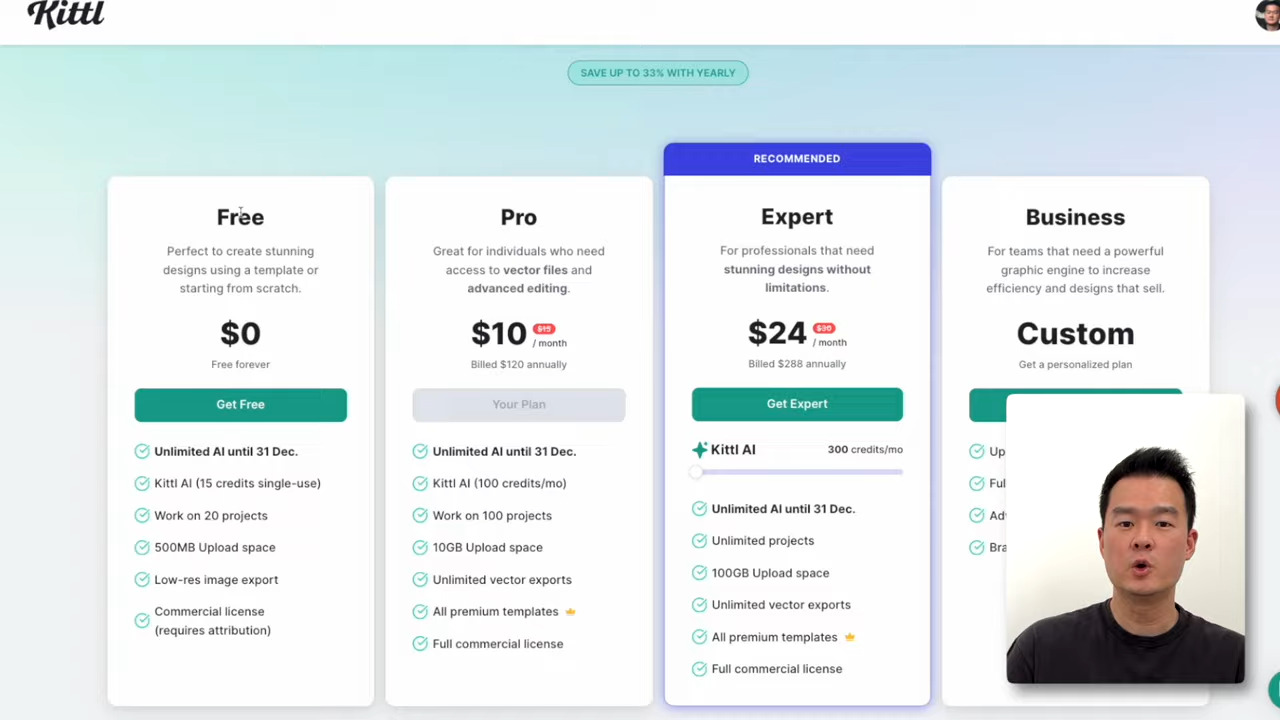 Kittl
SAVE UP TO 33% WITH YEARLY
Free
Perfect to create stunning
designs using a template or
starting from scratch.
$0
Free forever
Get Free
Unlimited AI until 31 Dec.
Kittl AI (15 credits single-use)
Work on 20 projects
500MB Upload space
Low-res image export
Commercial license
(requires attribution)
Pro
Great for individuals who need
access to vector files and
advanced editing.
$10 $15
/ month
Billed $120 annually
Your Plan
Unlimited AI until 31 Dec.
Kittl AI (100 credits/mo)
Work on 100 projects
10GB Upload space
Unlimited vector exports
All premium templates
Full commercial license
RECOMMENDED
Expert
For professionals that need
stunning designs without
limitations.
$24 $30
/ month
Billed $288 annually
Get Expert
Kittl AI 300 credits/mo
Unlimited AI until 31 Dec.
Unlimited projects
100GB Upload space
Unlimited vector exports
All premium templates
Full commercial license
Business
For teams that need a powerful
graphic engine to increase
efficiency and designs that sell.
Custom
Get a personalized plan
Up
Ful
Ad
Bra